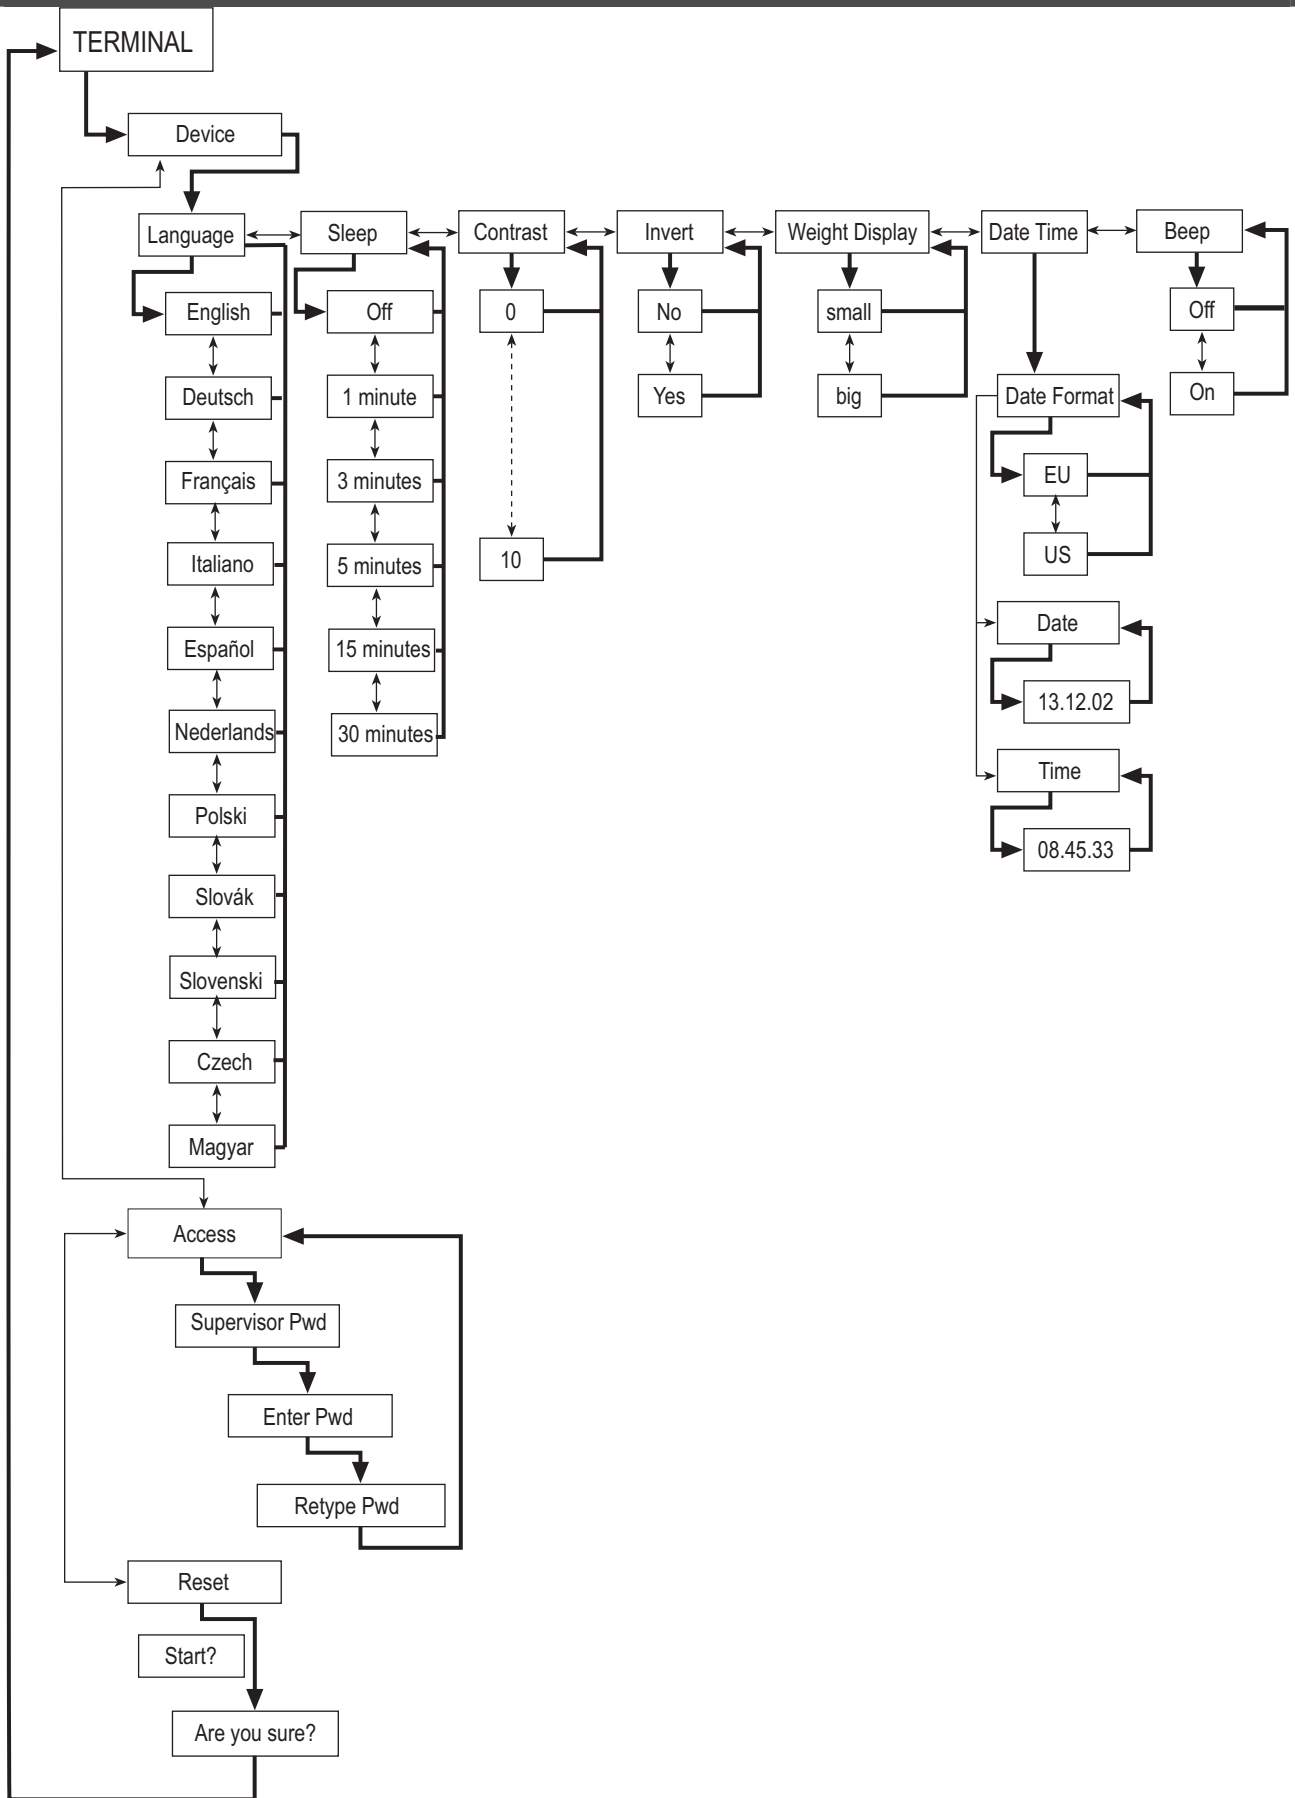 TERMINAL
Device
Language
Sleep
Contrast
Invert
Weight Display
Date Time
Beep
English
Deutsch
Français
Italiano
Español
Nederlands
Polski
Slovák
Slovenski
Czech
Magyar
Off
1 minute
3 minutes
5 minutes
15 minutes
30 minutes
0
10
No
Yes
small
big
Date Format
EU
US
Date
13.12.02
Time
08.45.33
Off
On
Access
Supervisor Pwd
Enter Pwd
Retype Pwd
Reset
Start?
Are you sure?